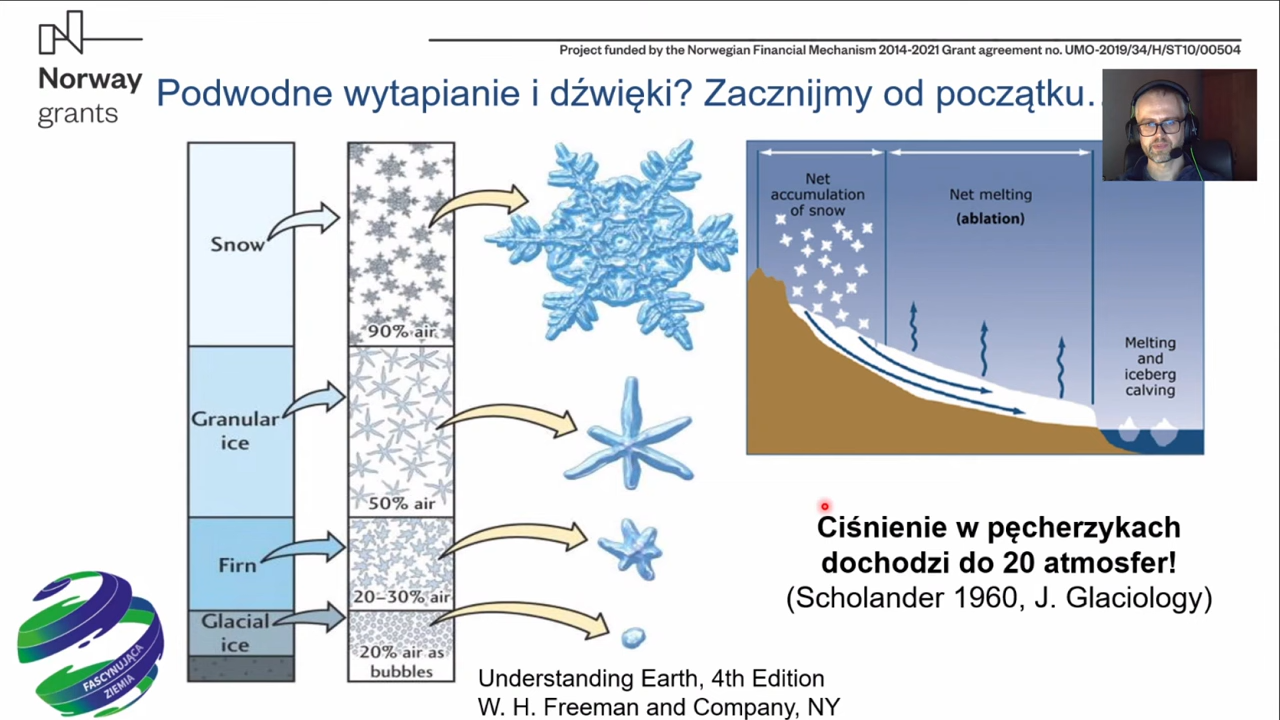 Norway
grants
Project funded by the Norwegian Financial Mechanism 2014-2021 Grant agreement no. UMO-2019/34/H/ST10/00504
Podwodne wytapianie i dźwięki? Zacznijmy od początku..
Snow
90% air
Granular
ice
50% air
Firn
20–30% air
Glacial
ice
20% air as
bubbles
Net
accumulation
of snow
Net melting
(ablation)
Melting
and
iceberg
calving
Ciśnienie w pęcherzykach
dochodzi do 20 atmosfer!
(Scholander 1960, J. Glaciology)
FASCYNUJĄCA
ZIEMIA
Understanding Earth, 4th Edition
W. H. Freeman and Company, NY